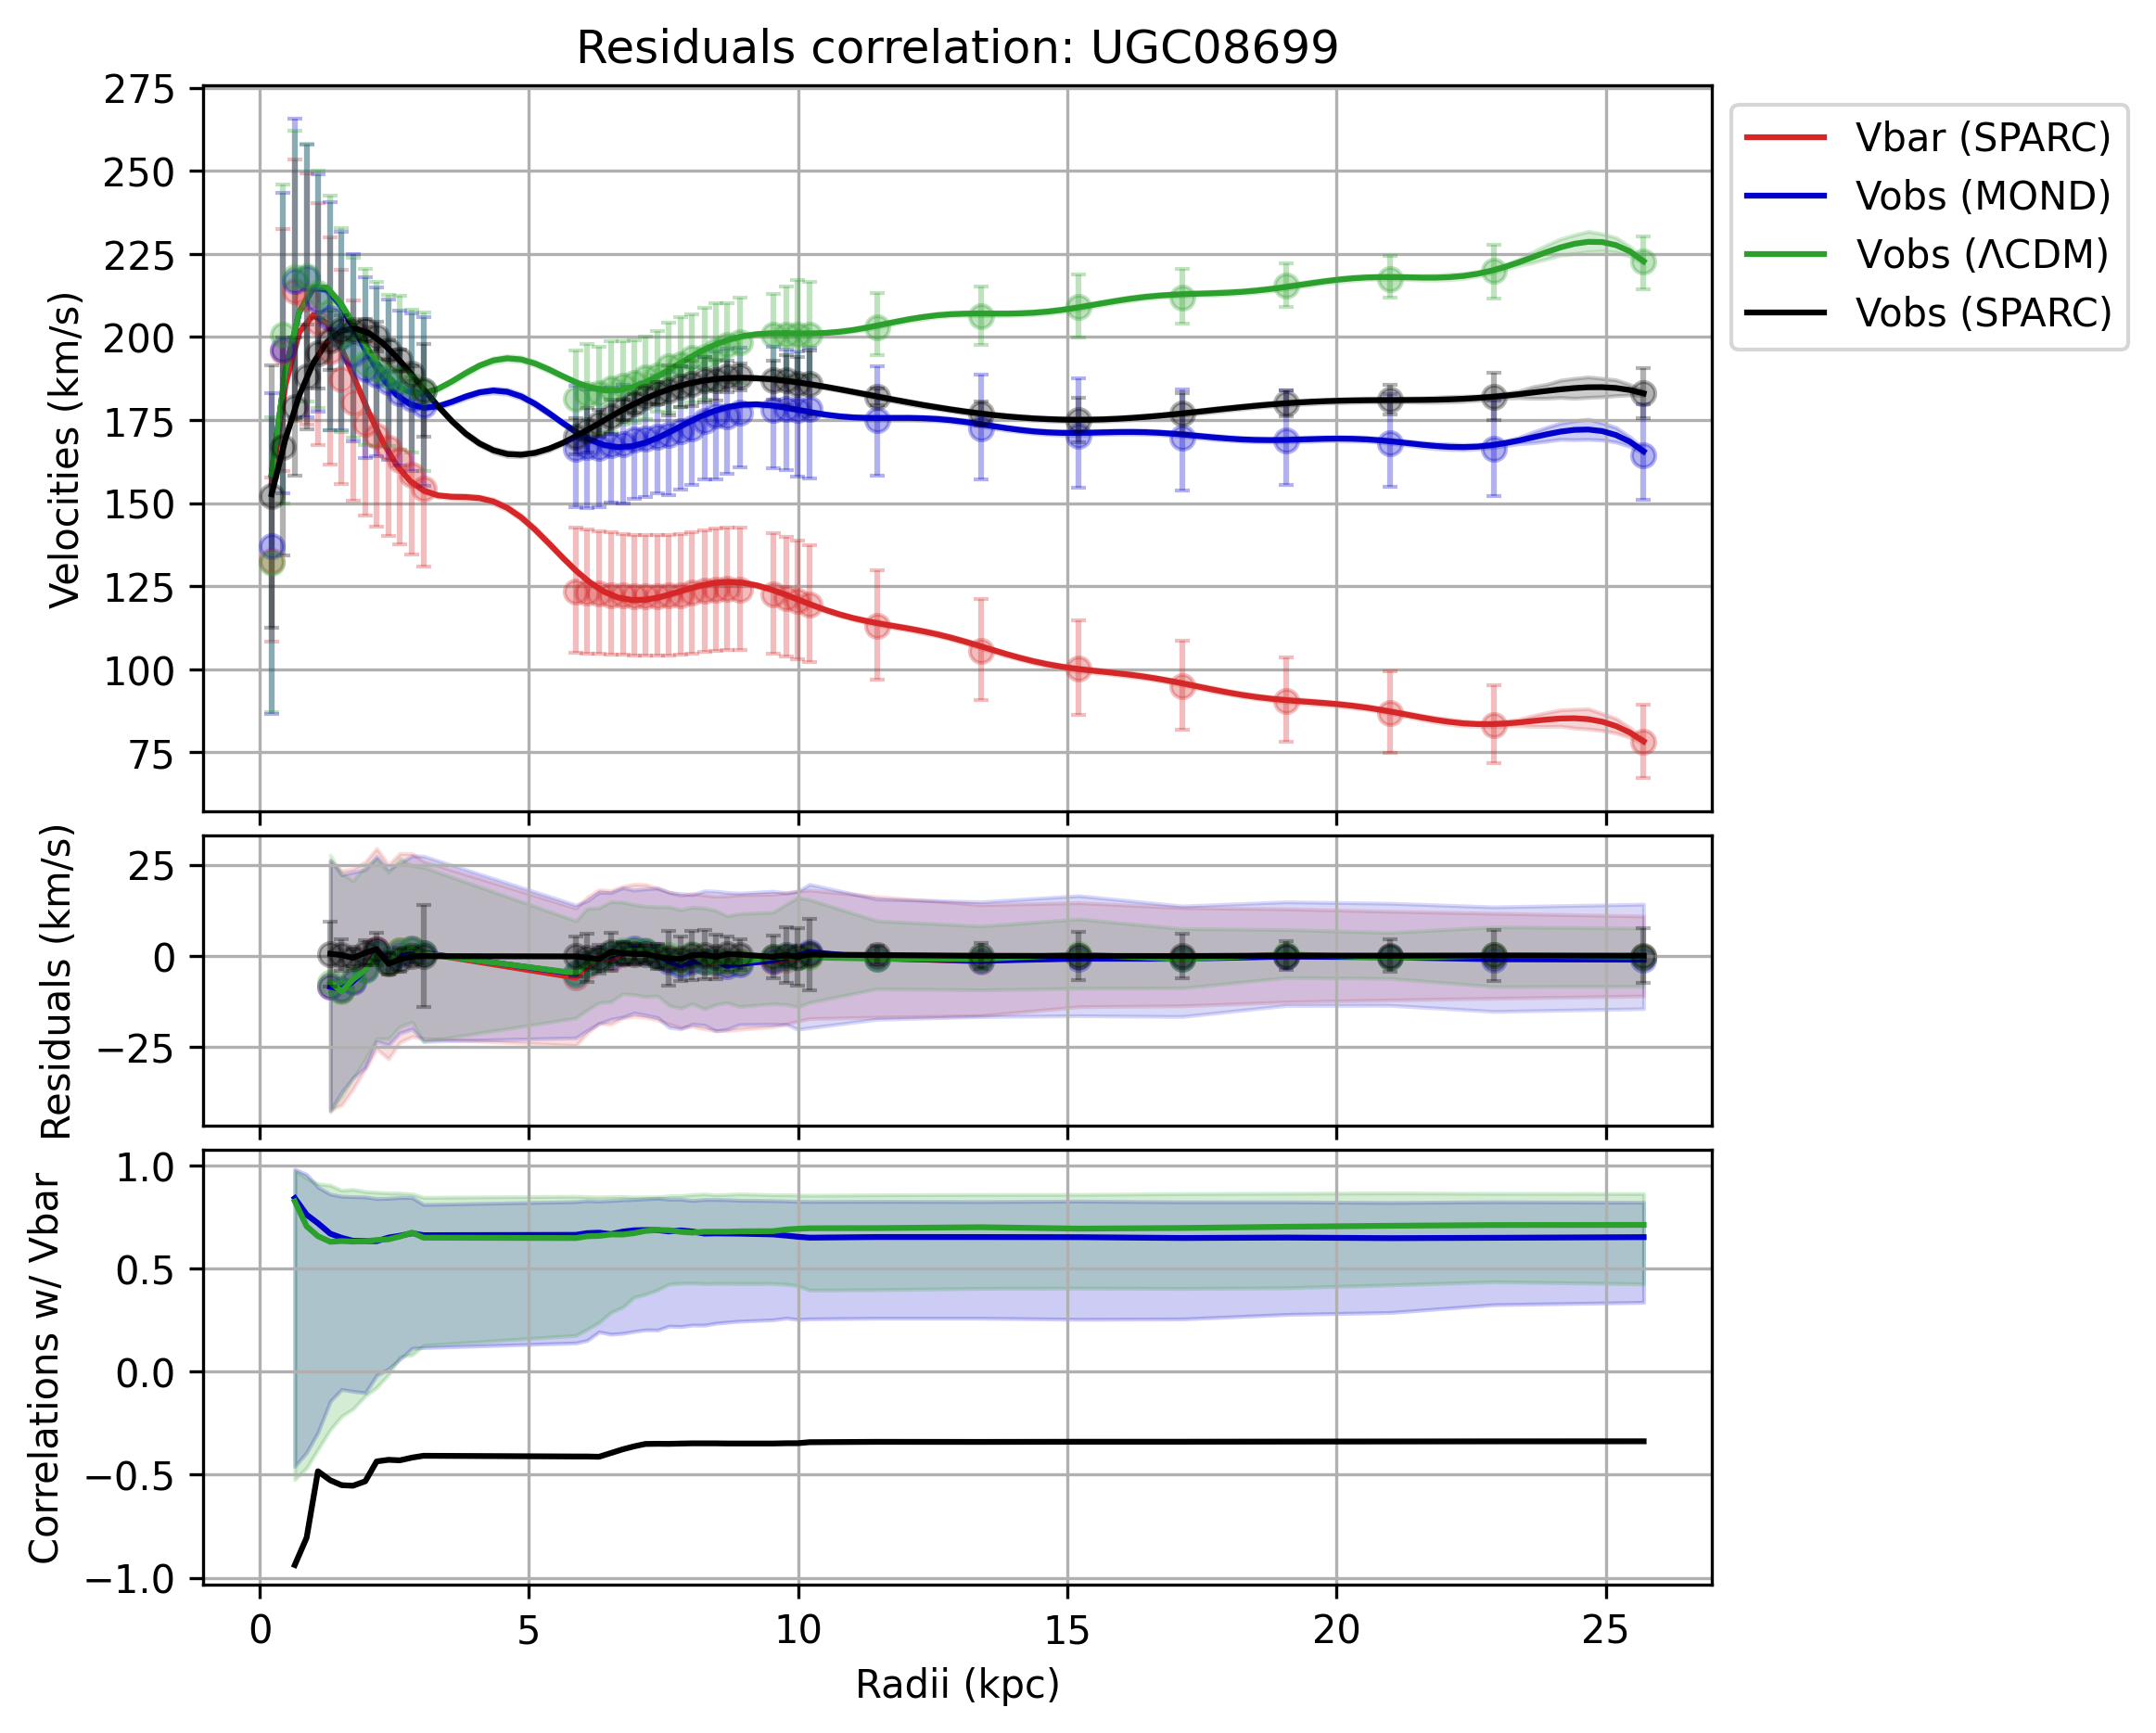 Residuals correlation: UGC08699
275
250
225
200
175
150
125
100
75
Velocities (km/s)
Vbar (SPARC)
Vobs (MOND)
Vobs (ΛCDM)
Vobs (SPARC)
25
0
−25
Residuals (km/s)
1.0
0.5
0.0
−0.5
−1.0
Correlations w/ Vbar
0 5 10 15 20 25
Radii (kpc)